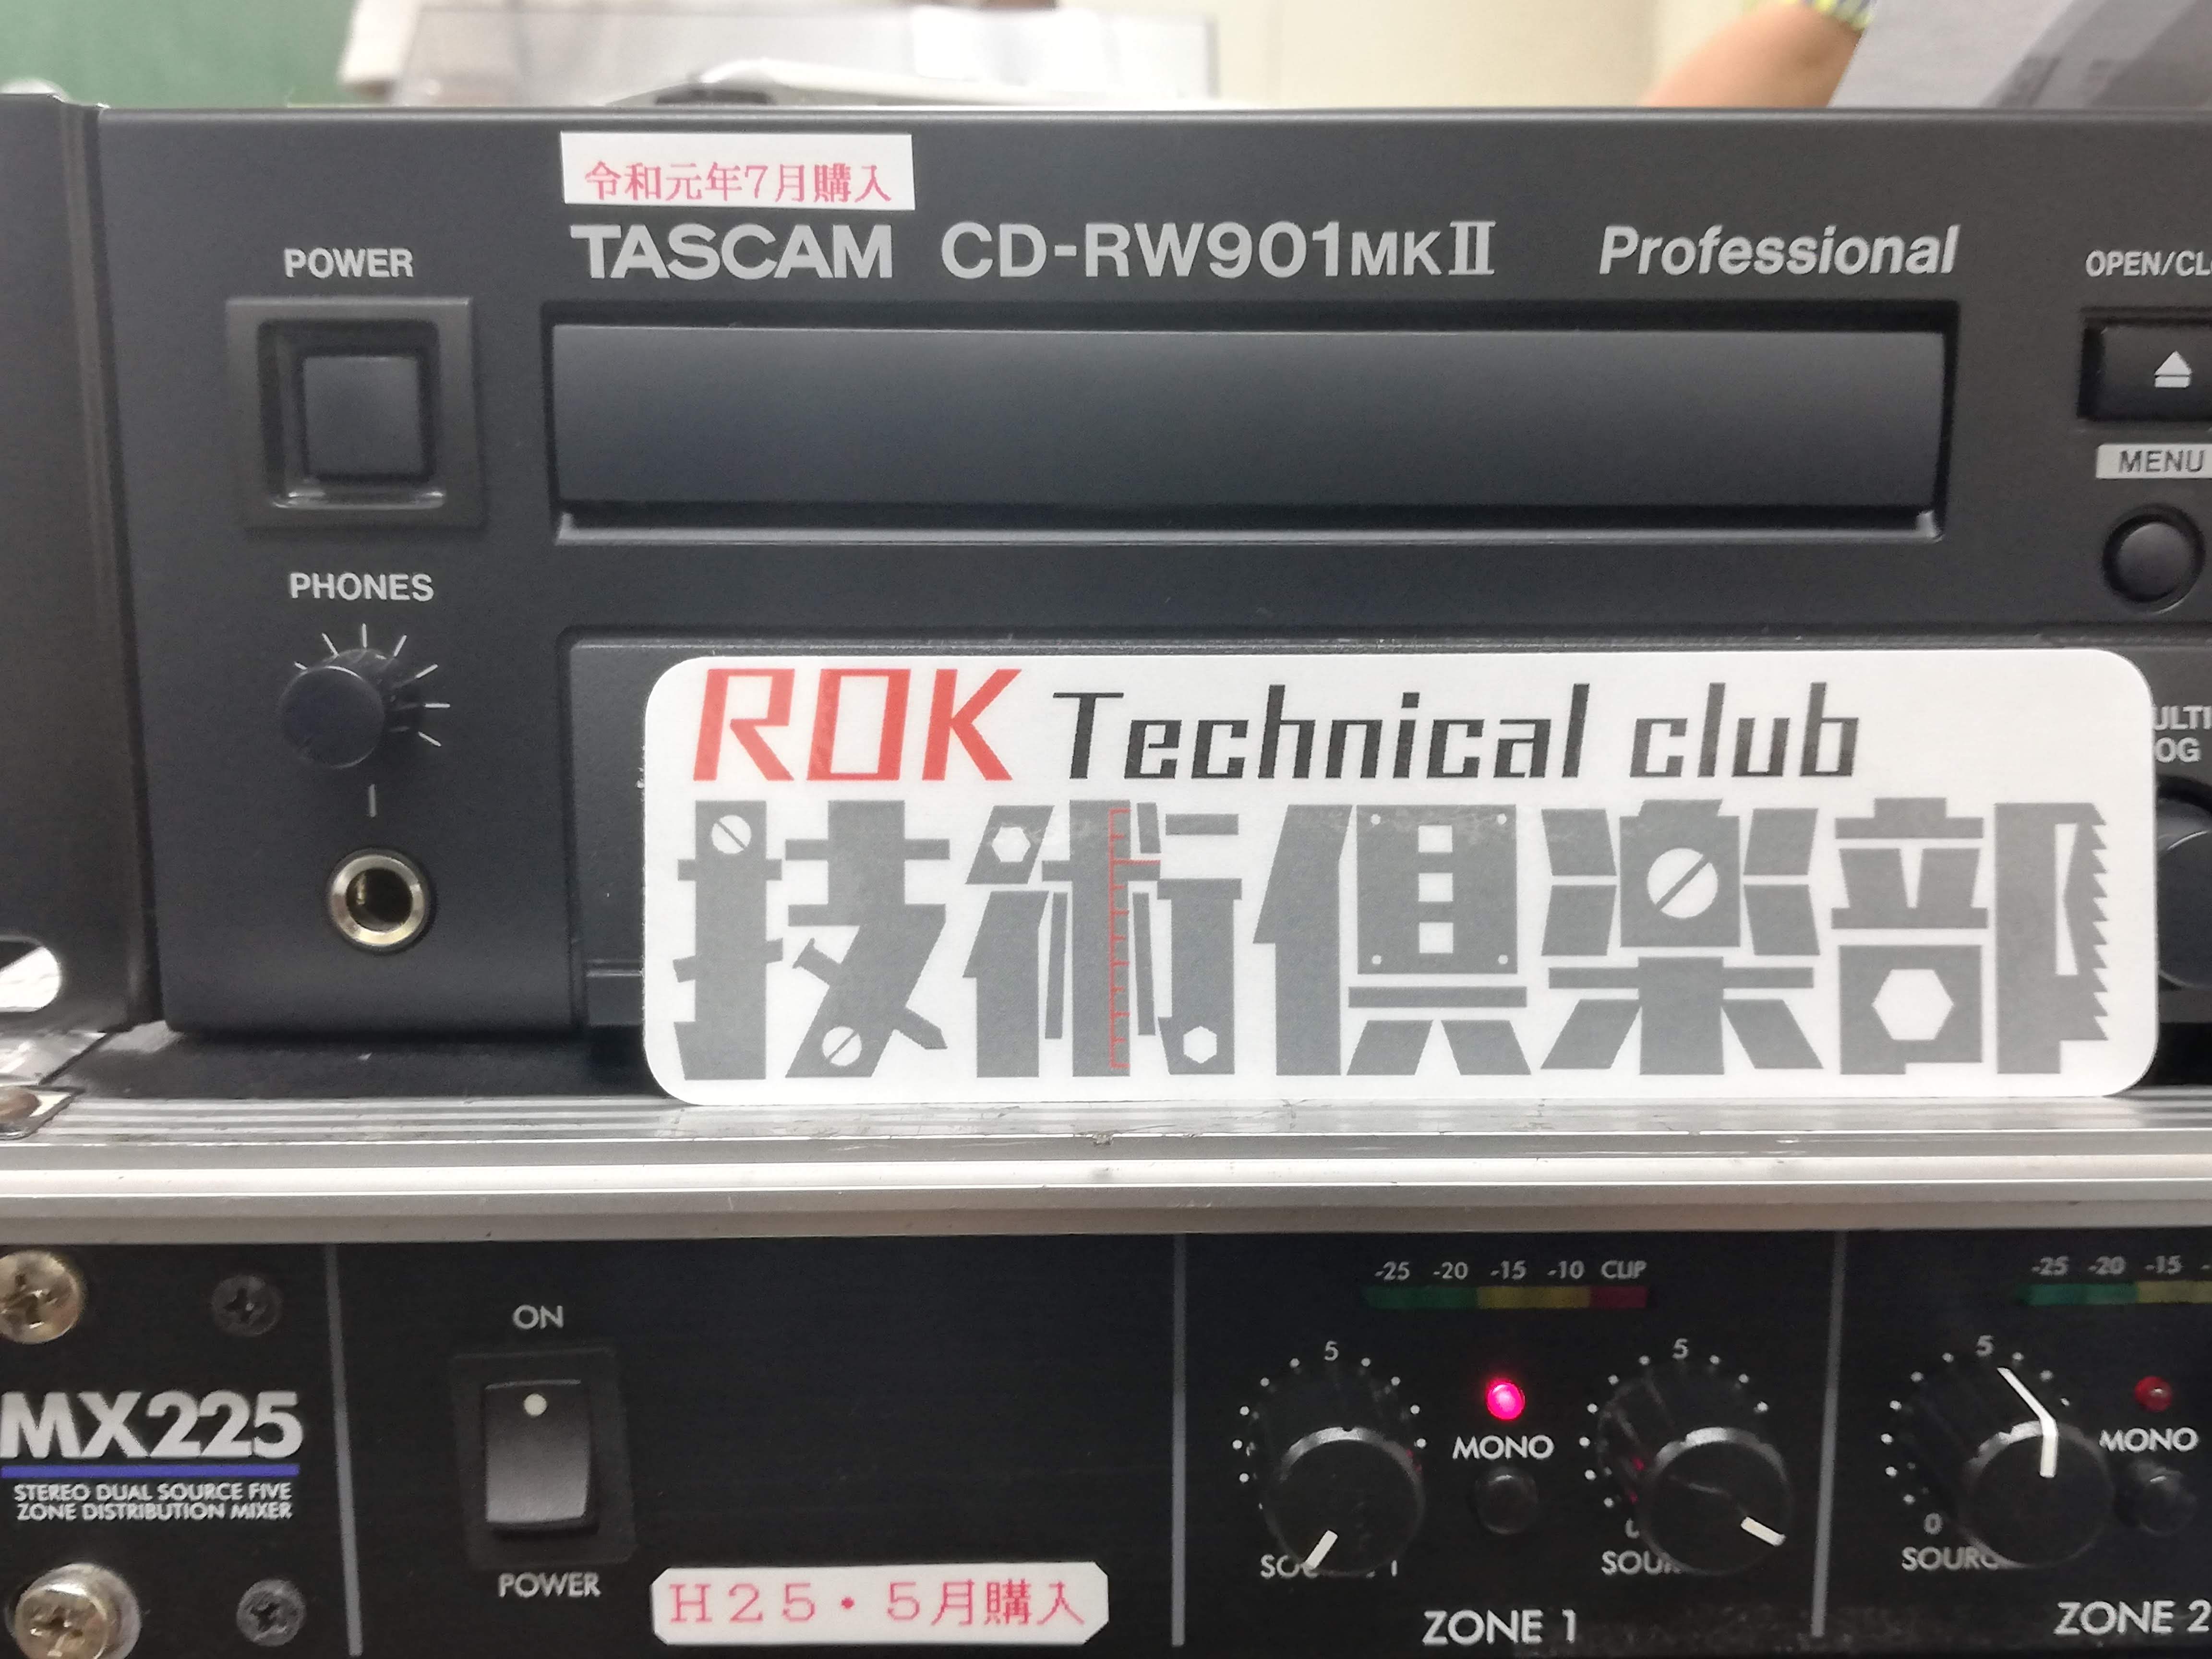 令和元年7月購入
TASCAM CD-RW901MKⅡ Professional
POWER
OPEN/CL
MENU
PHONES
ULTI
OG
ROK Technical club
技術倶楽部
-25 -20 -15 -10 CLIP
-25 -20 -15
ON
5 5 5
MX225
MONO
MONO
STEREO DUAL SOURCE FIVE
ZONE DISTRIBUTION MIXER
0
POWER
H25・5月購入
ZONE 1
ZONE 2